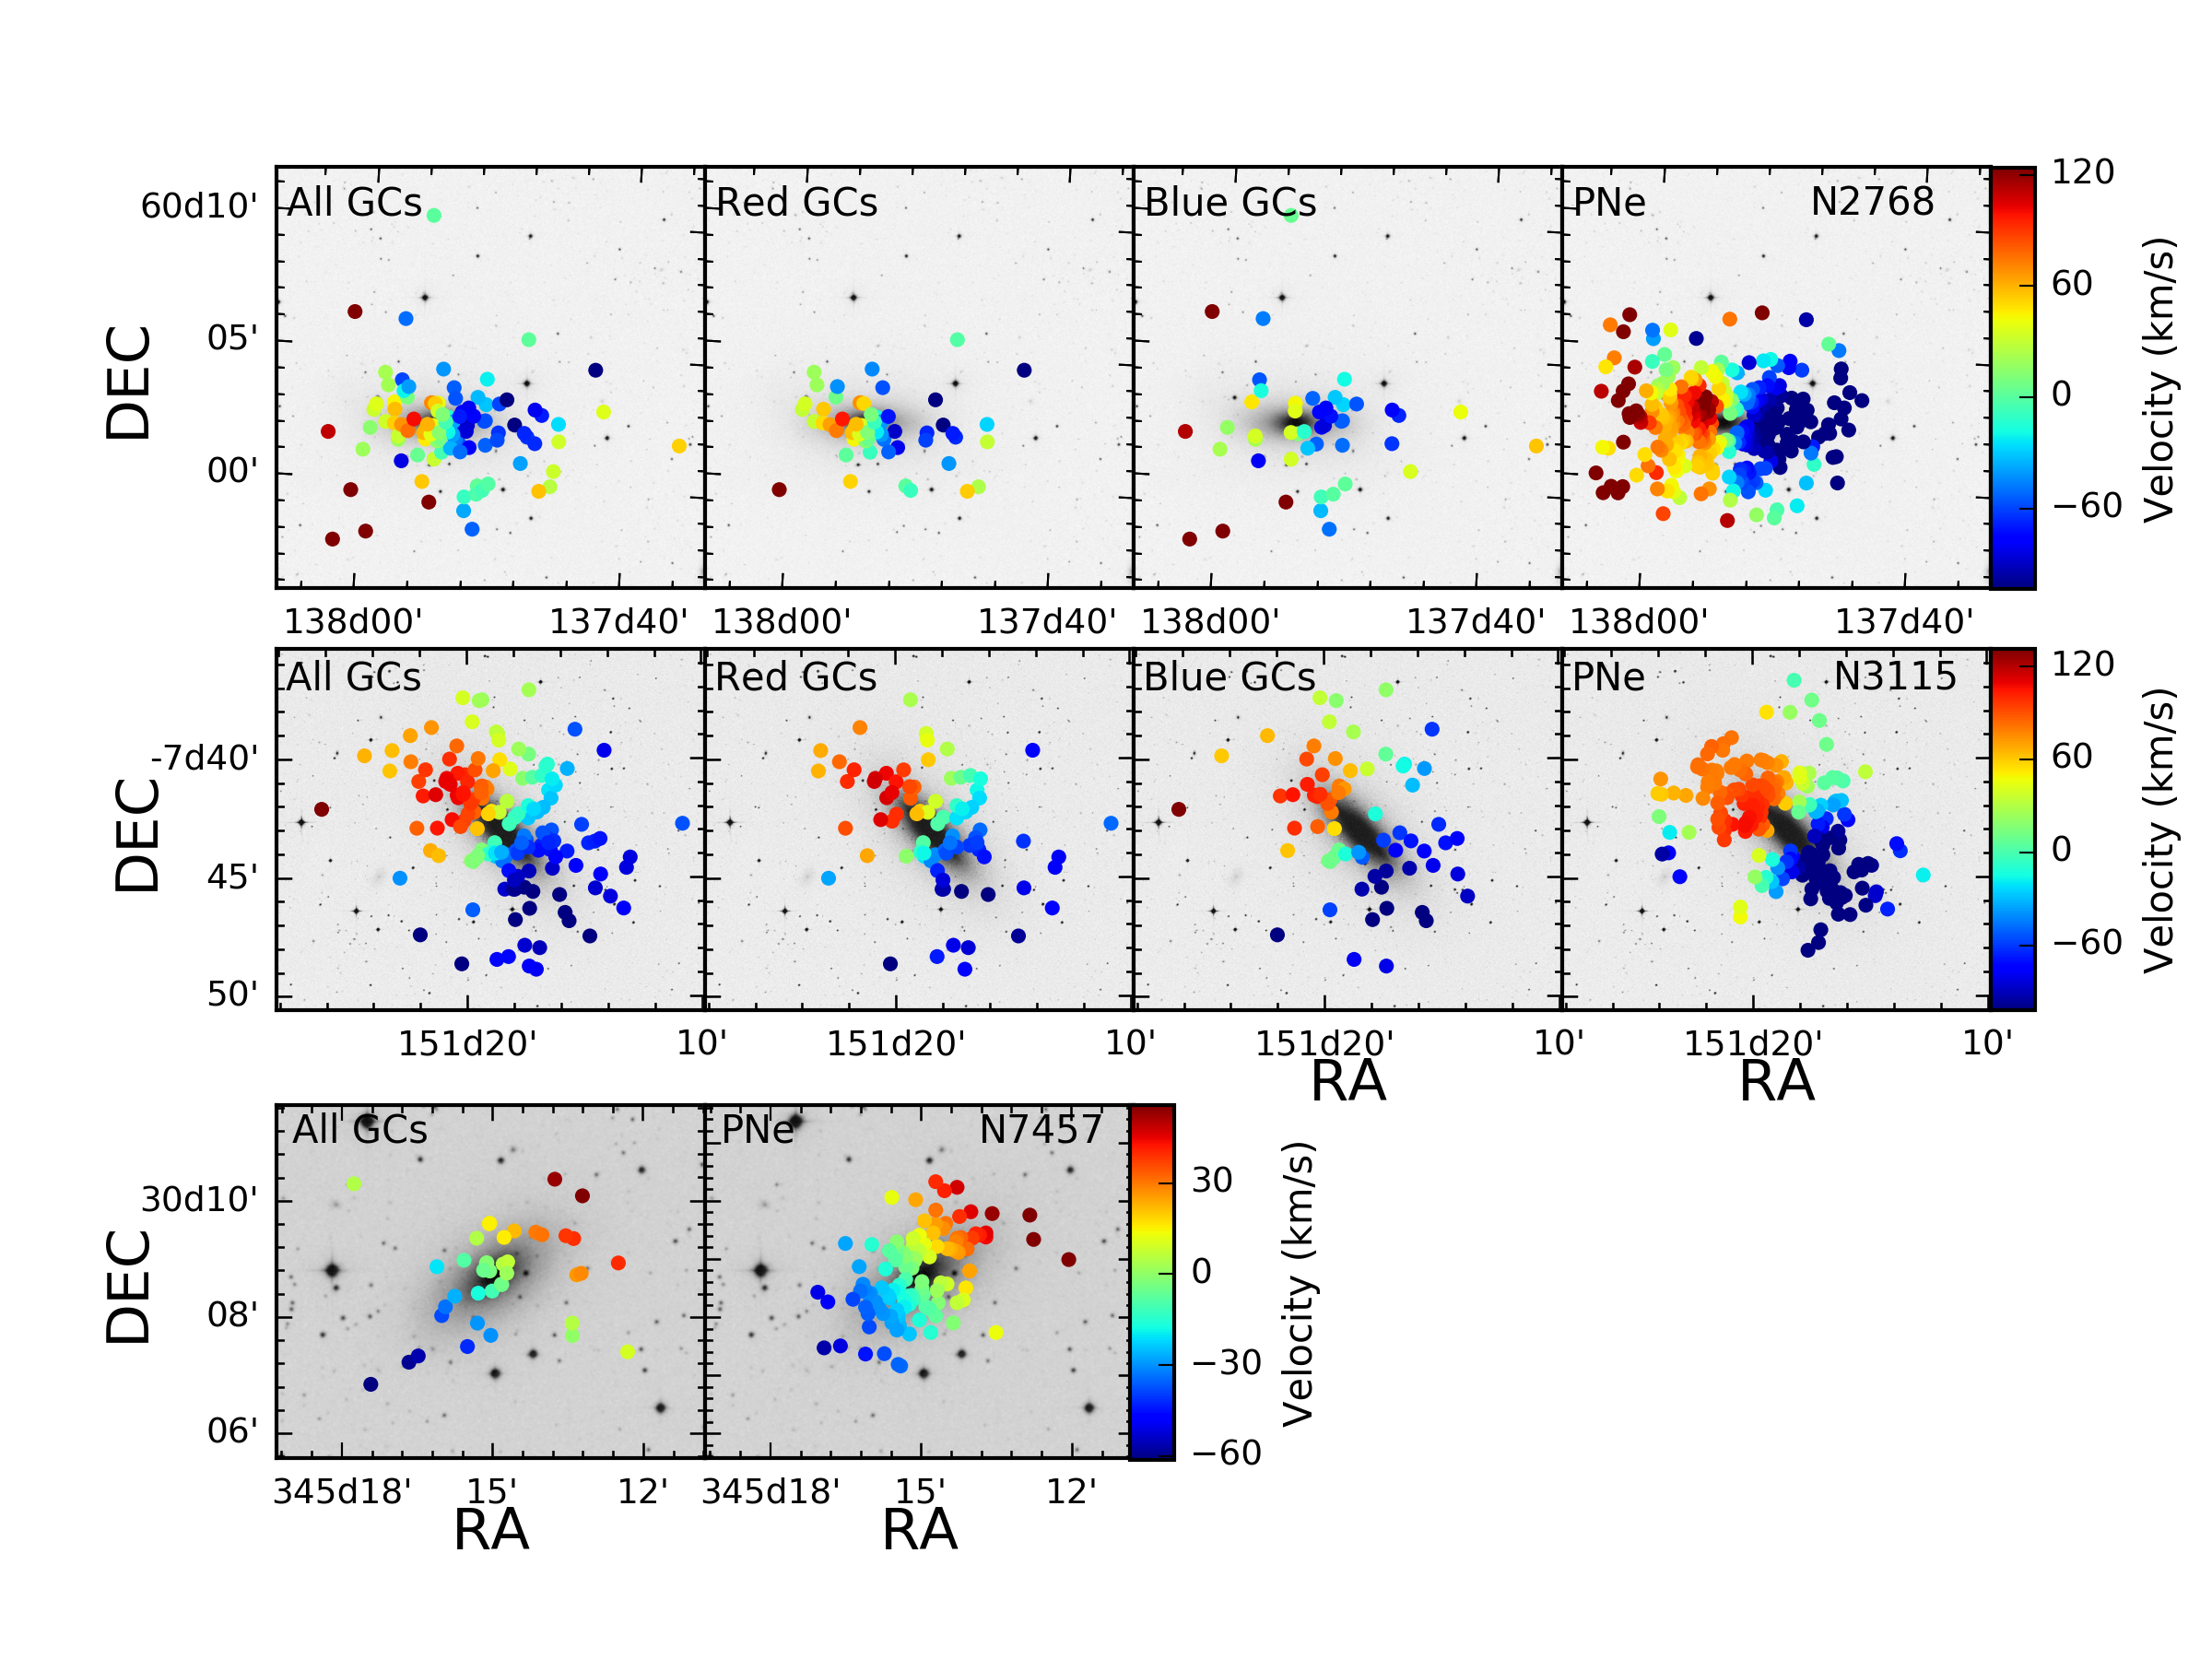 All GCs
Red GCs
Blue GCs
PNe N2768
60d10'
05'
00'
DEC
138d00' 137d40'
138d00' 137d40'
138d00' 137d40'
138d00' 137d40'
120
60
0
−60
Velocity (km/s)
All GCs
Red GCs
Blue GCs
PNe N3115
-7d40'
45'
50'
DEC
151d20' 10'
151d20' 10'
151d20' 10'
151d20' 10'
RA
RA
120
60
0
−60
Velocity (km/s)
All GCs
PNe N7457
30d10'
08'
06'
DEC
345d18' 15' 12'
345d18' 15' 12'
RA
RA
30
0
−30
−60
Velocity (km/s)